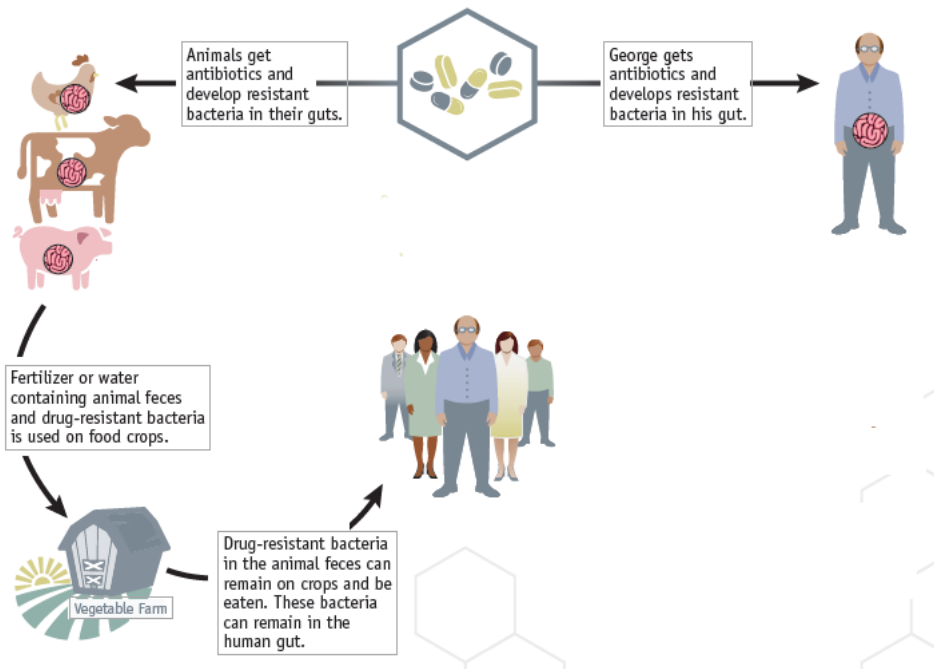 Animals get
antibiotics and
develop resistant
bacteria in their guts.
George gets
antibiotics and
develops resistant
bacteria in his gut.
Fertilizer or water
containing animal feces
and drug-resistant bacteria
is used on food crops.
Vegetable Farm
Drug-resistant bacteria
in the animal feces can
remain on crops and be
eaten. These bacteria
can remain in the
human gut.